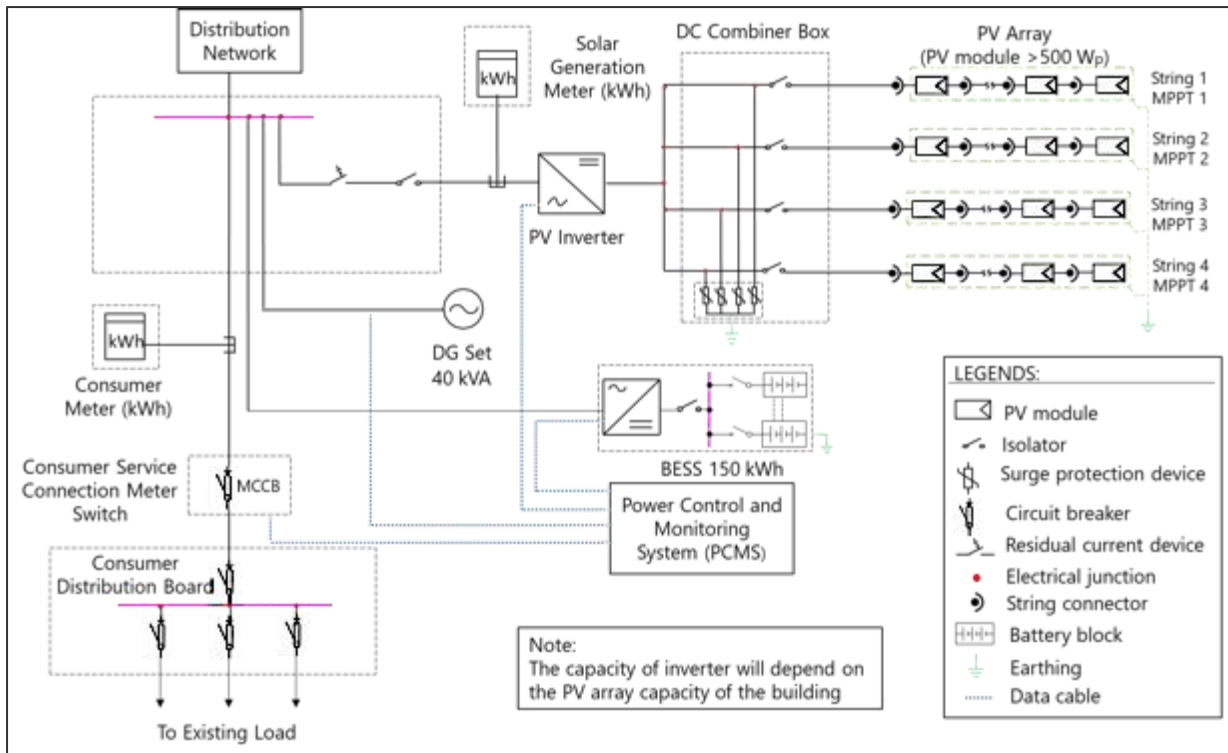 Distribution
Network
kWh
Solar
Generation
Meter (kWh)
DC Combiner Box
PV Array
(PV module >500 Wp)
String 1
MPPT 1
String 2
MPPT 2
String 3
MPPT 3
String 4
MPPT 4
PV Inverter
kWh
Consumer
Meter (kWh)
DG Set
40 kVA
BESS 150 kWh
Consumer Service
Connection Meter
Switch
MCCB
Power Control and
Monitoring
System (PCMS)
Consumer
Distribution Board
To Existing Load
Note:
The capacity of inverter will depend on
the PV array capacity of the building
LEGENDS:
PV module
Isolator
Surge protection device
Circuit breaker
Residual current device
Electrical junction
String connector
Battery block
Earthing
Data cable